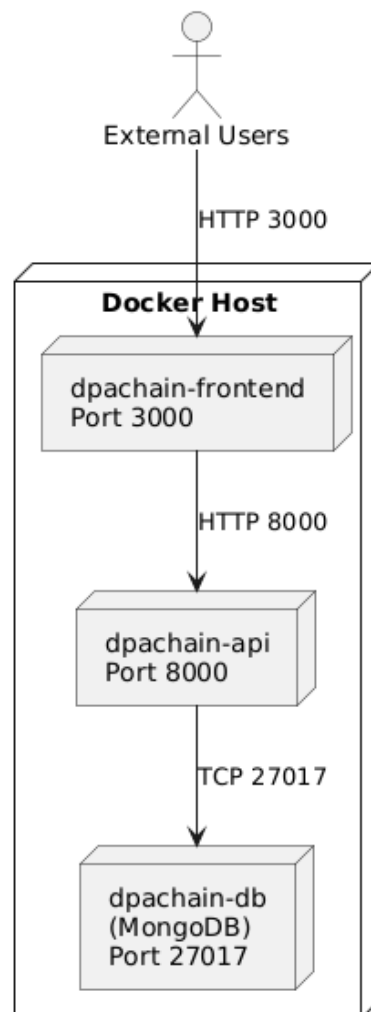 External Users
HTTP 3000
Docker Host
dpachain-frontend
Port 3000
HTTP 8000
dpachain-api
Port 8000
TCP 27017
dpachain-db
(MongoDB)
Port 27017